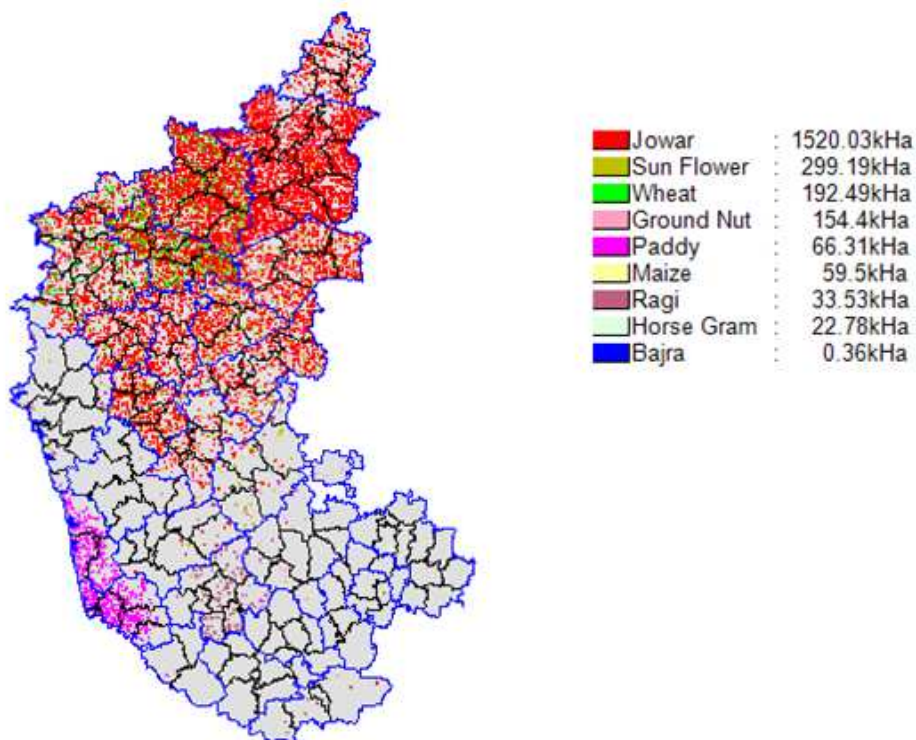 Jowar : 1520.03kHa
Sun Flower : 299.19kHa
Wheat : 192.49kHa
Ground Nut : 154.4kHa
Paddy : 66.31kHa
Maize : 59.5kHa
Ragi : 33.53kHa
Horse Gram : 22.78kHa
Bajra : 0.36kHa